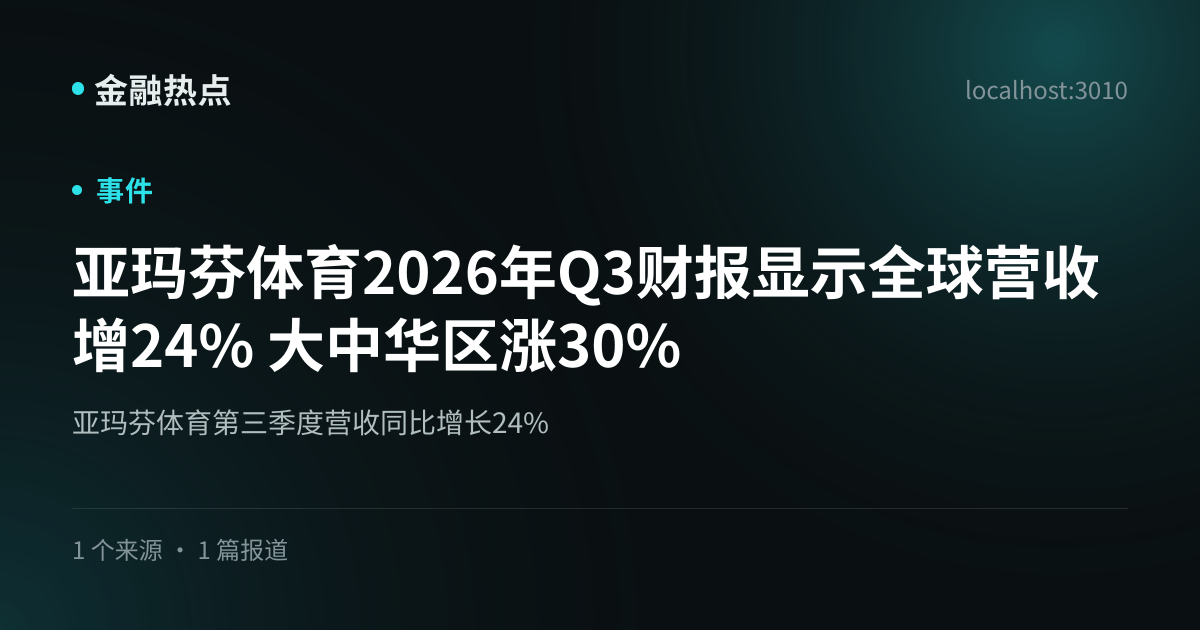 金融热点
localhost:3010
事件
亚玛芬体育2026年Q3财报显示全球营收
增24% 大中华区涨30%
亚玛芬体育第三季度营收同比增长24%
1 个来源 · 1 篇报道